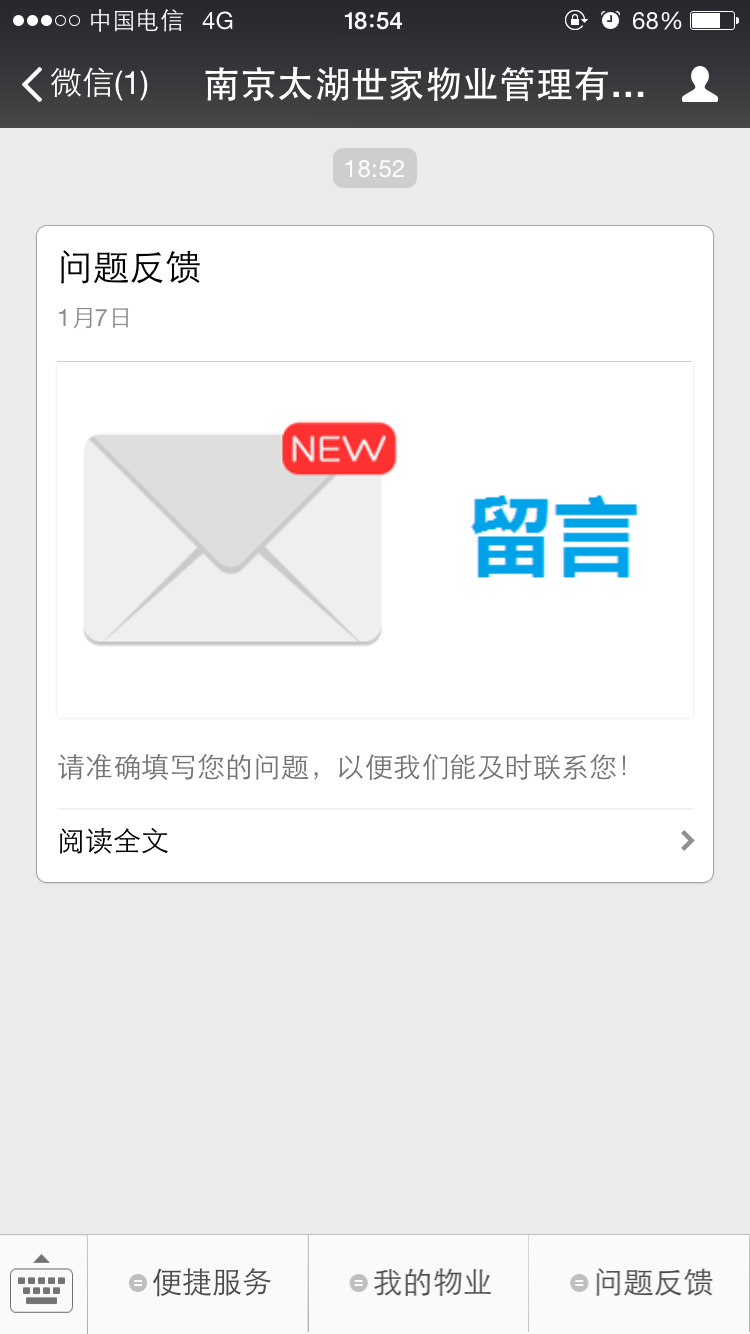 中国电信 4G 18:54 68%
微信(1) 南京太湖世家物业管理有...
18:52
问题反馈
1月7日
NEW
留言
请准确填写您的问题，以便我们能及时联系您！
阅读全文
便捷服务 我的物业 问题反馈